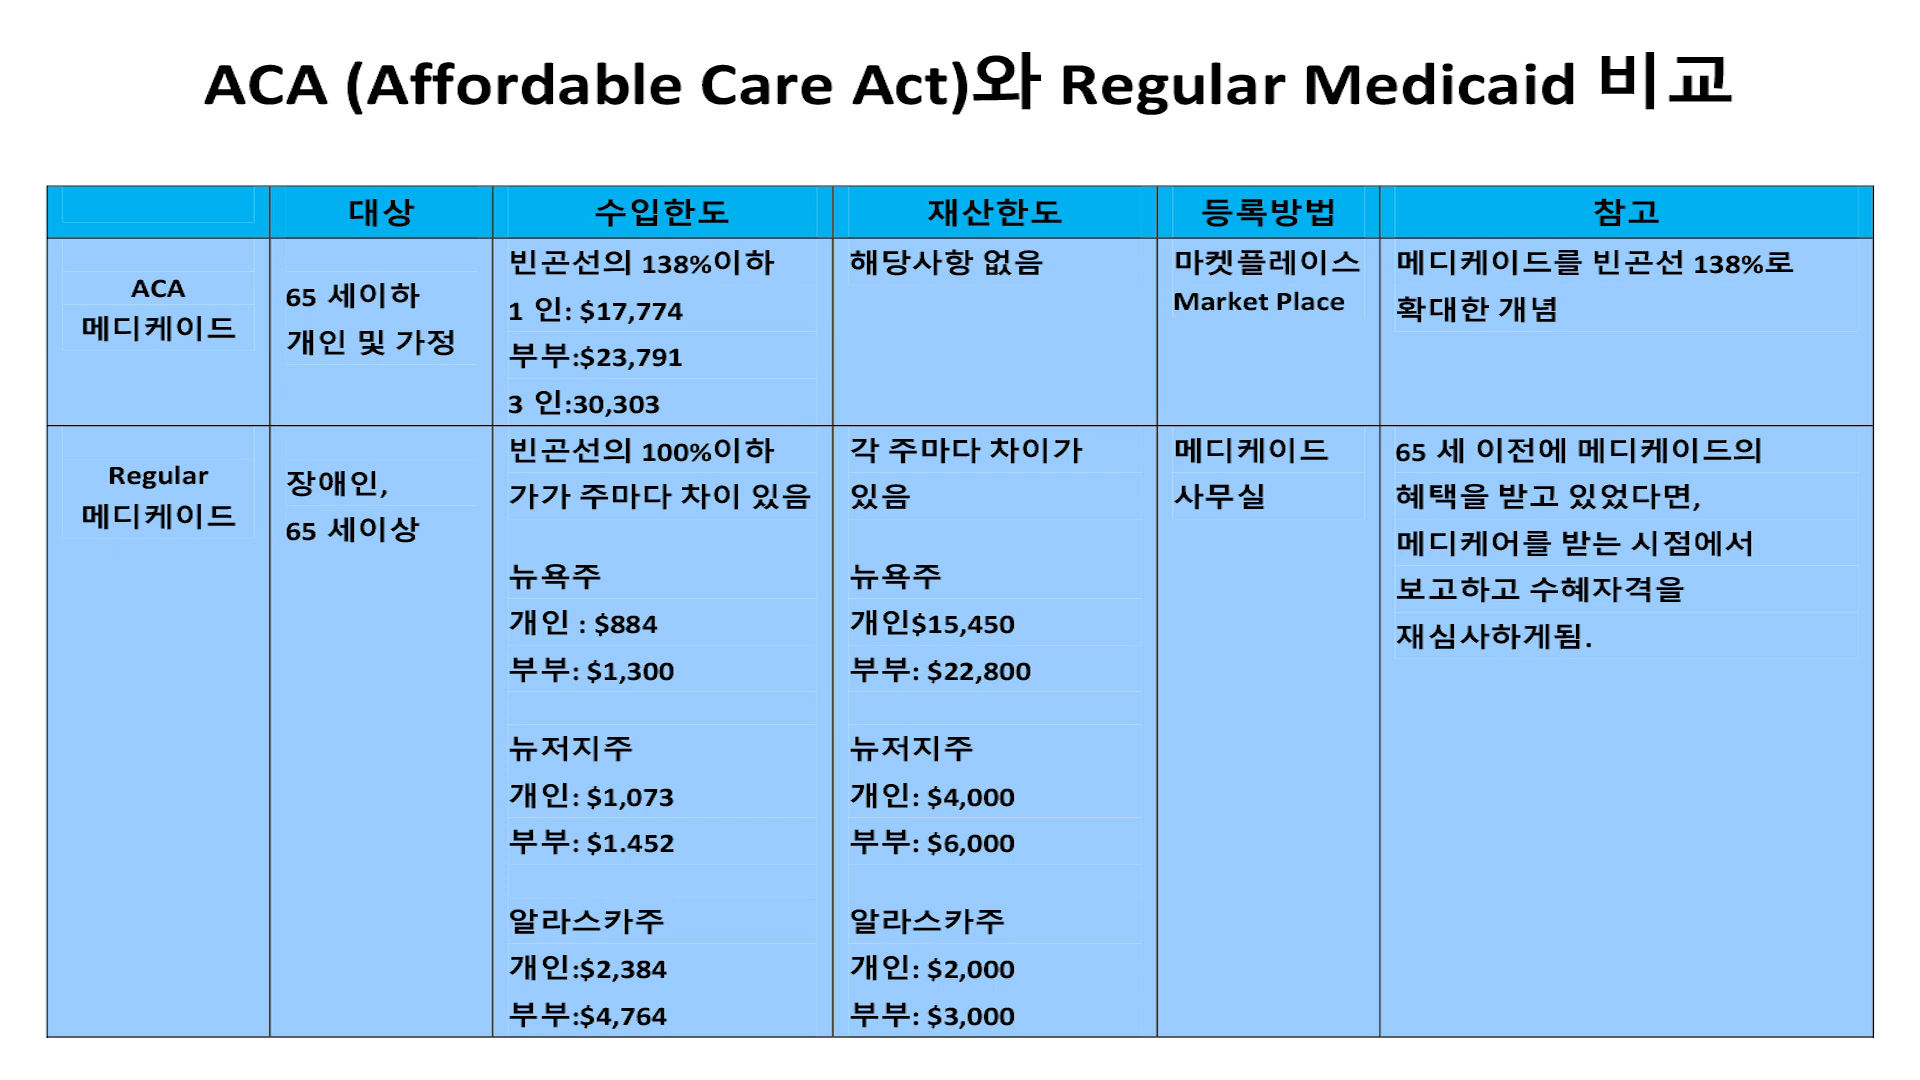 ACA (Affordable Care Act)와 Regular Medicaid 비교
대상
수입한도
재산한도
등록방법
참고
ACA
메디케이드
65 세이하
개인 및 가정
빈곤선의 138%이하
1 인: $17,774
부부:$23,791
3 인:30,303
해당사항 없음
마켓플레이스
Market Place
메디케이드를 빈곤선 138%로
확대한 개념
Regular
메디케이드
장애인,
65 세이상
빈곤선의 100%이하
가가 주마다 차이 있음
뉴욕주
개인 : $884
부부: $1,300
뉴저지주
개인: $1,073
부부: $1.452
알라스카주
개인:$2,384
부부:$4,764
각 주마다 차이가
있음
뉴욕주
개인$15,450
부부: $22,800
뉴저지주
개인: $4,000
부부: $6,000
알라스카주
개인: $2,000
부부: $3,000
메디케이드
사무실
65 세 이전에 메디케이드의
혜택을 받고 있었다면,
메디케어를 받는 시점에서
보고하고 수혜자격을
재심사하게됨.